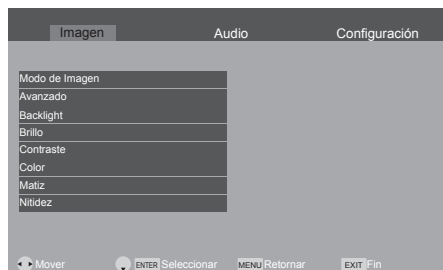 Imagen Audio Configuración
Modo de Imagen
Avanzado
Backlight
Brillo
Contraste
Color
Matiz
Nitidez
Mover ENTER Seleccionar MENU Retornar EXIT Fin